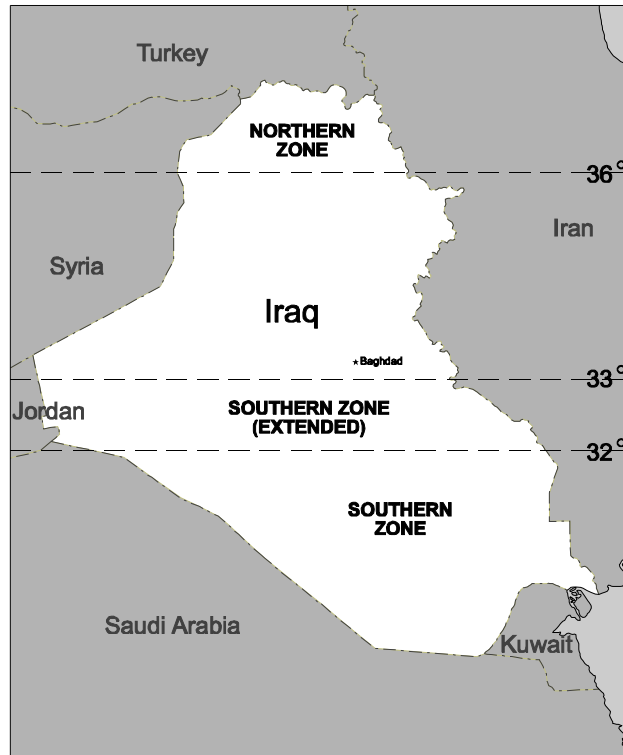 Turkey
NORTHERN
ZONE
36°
Iran
Syria
Iraq
Baghdad
33°
Jordan
SOUTHERN ZONE
(EXTENDED)
32°
SOUTHERN
ZONE
Saudi Arabia
Kuwait